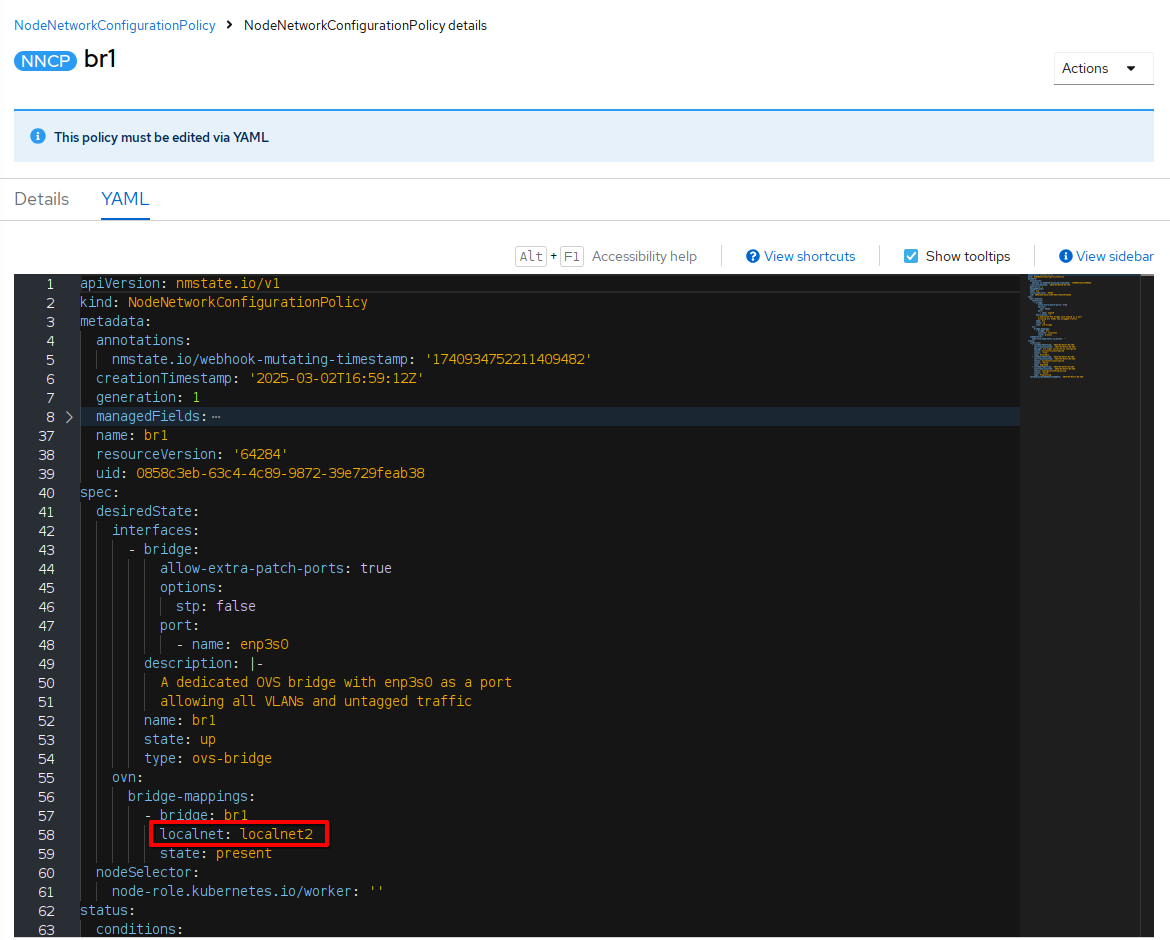 NodeNetworkConfigurationPolicy > NodeNetworkConfigurationPolicy details
NNCP br1
Actions
This policy must be edited via YAML
Details YAML
Alt + F1 Accessibility help View shortcuts Show tooltips View sidebar
1 apiVersion: nmstate.io/v1
2 kind: NodeNetworkConfigurationPolicy
3 metadata:
4 annotations:
5 nmstate.io/webhook-mutating-timestamp: '1740934752211409482'
6 creationTimestamp: '2025-03-02T16:59:12Z'
7 generation: 1
8 > managedFields: ⋯
37 name: br1
38 resourceVersion: '64284'
39 uid: 0858c3eb-63c4-4c89-9872-39e729feab38
40 spec:
41 desiredState:
42 interfaces:
43 - bridge:
44 allow-extra-patch-ports: true
45 options:
46 stp: false
47 port:
48 - name: enp3s0
49 description: |-
50 A dedicated OVS bridge with enp3s0 as a port
51 allowing all VLANs and untagged traffic
52 name: br1
53 state: up
54 type: ovs-bridge
55 ovn:
56 bridge-mappings:
57 - bridge: br1
58 localnet: localnet2
59 state: present
60 nodeSelector:
61 node-role.kubernetes.io/worker: ''
62 status:
63 conditions: